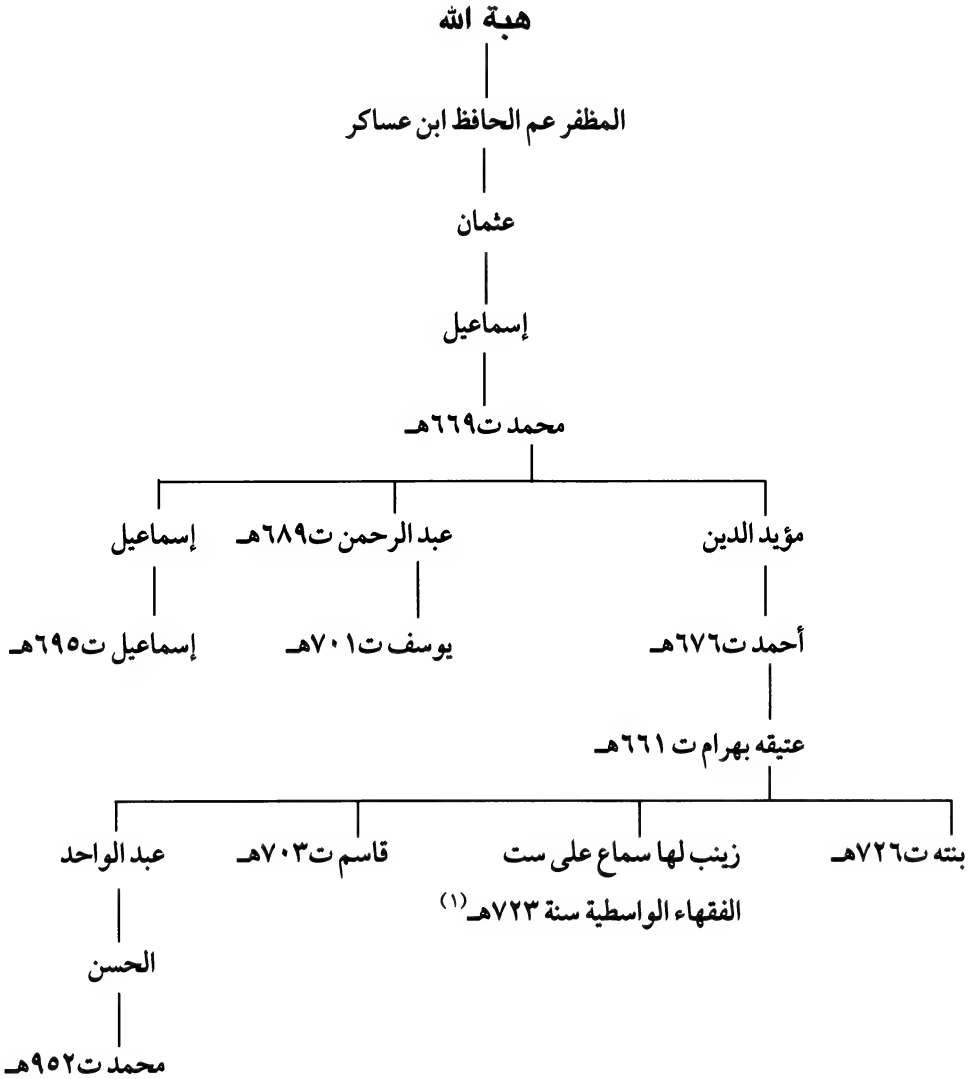 هبة الله
المظفر عم الحافظ ابن عساكر
عثمان
إسماعيل
محمد ت٦٦٩هـ
مؤيد الدين
عبد الرحمن ت٦٨٩هـ
إسماعيل
أحمد ت٦٧٦هـ
يوسف ت٧٠١هـ
إسماعيل ت٦٩٥هـ
عتيقه بهرام ت ٦٦١هـ
بنته ت٧٢٦هـ
زينب لها سماع على ست
الفقهاء الواسطية سنة ٧٢٣هـ(١)
قاسم ت٧٠٣هـ
عبد الواحد
الحسن
محمد ت٩٥٢هـ